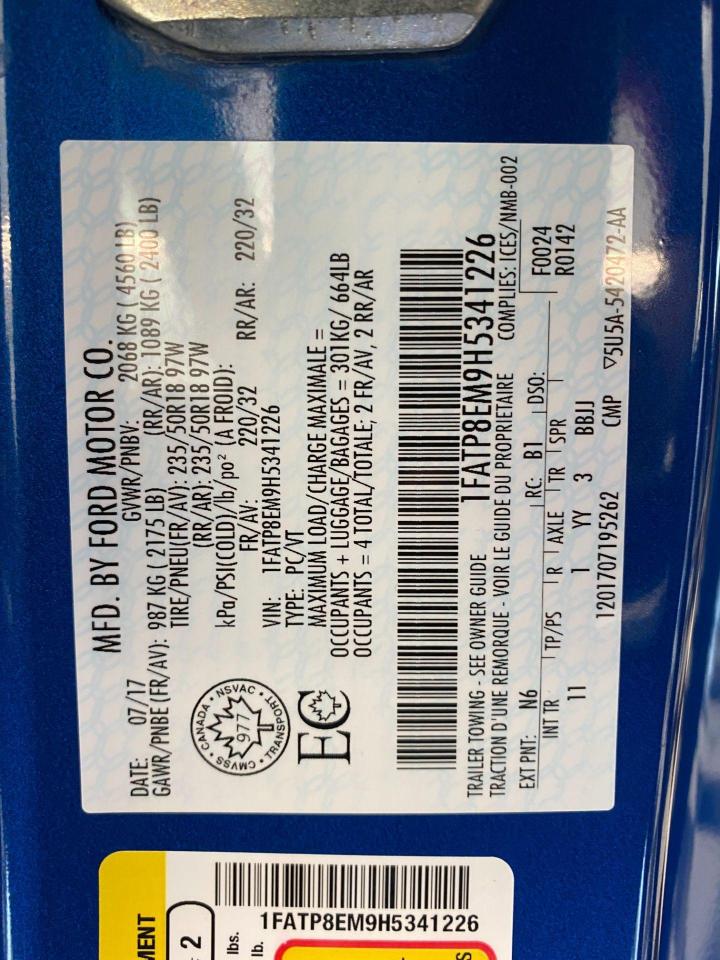 MFD. BY FORD MOTOR CO.
DATE: 07/17 GVWR/PNBV: 2068 KG ( 4560 LB)
GAWR/PNBE (FR/AV): 987 KG ( 2175 LB) (RR/AR): 1089 KG ( 2400 LB)
TIRE/PNEU(FR/AV): 235/50R18 97W
(RR/AR): 235/50R18 97W
kPa/PSI(COLD)/lb/po² (A FROID):
FR/AV: 220/32 RR/AR: 220/32
VIN: 1FATP8EM9H5341226
TYPE: PC/VT
MAXIMUM LOAD/CHARGE MAXIMALE =
OCCUPANTS + LUGGAGE/BAGAGES = 301KG/ 664LB
OCCUPANTS = 4 TOTAL/TOTALE; 2 FR/AV, 2 RR/AR
CANADA • NSVAC • TRANSPORT • CMVSS •
977
EC
1FATP8EM9H5341226
TRAILER TOWING - SEE OWNER GUIDE
TRACTION D'UNE REMORQUE - VOIR LE GUIDE DU PROPRIETAIRE COMPLIES: ICES/NMB-002
EXT PNT: N6 RC: B1 DSO: F0024
R0142
INT TR TP/PS R AXLE TR SPR
11 1 YY 3 BBJJ
1201707195262 CMP ▽5U5A-5420472-AA
MENT
2
lbs.
lb.
1FATP8EM9H5341226
S